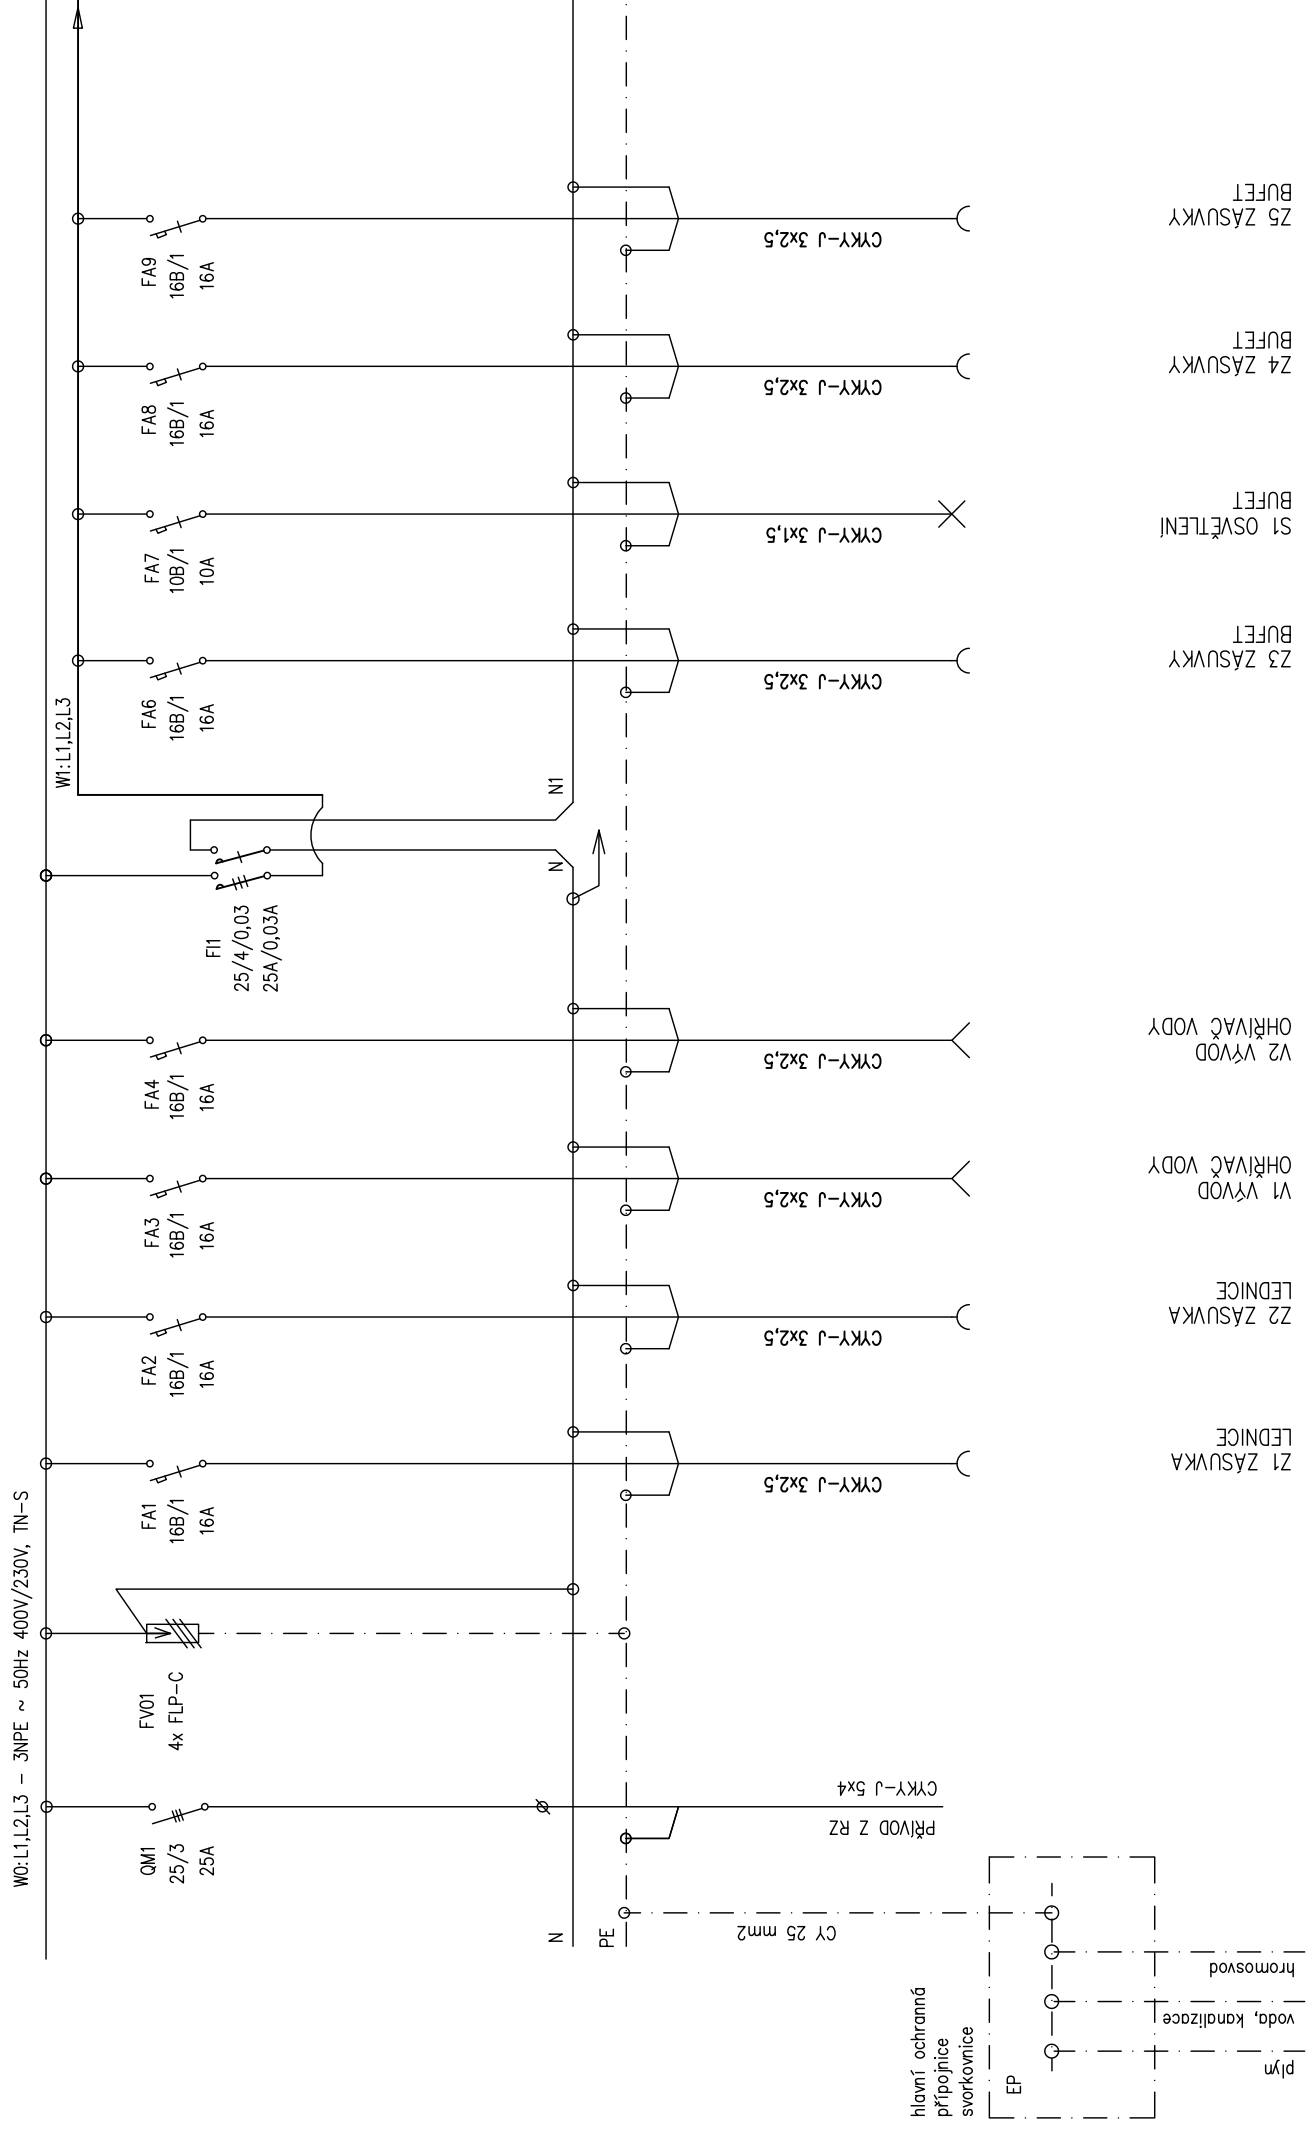 W0:L1,L2,L3 – 3NPE ~ 50Hz 400V/230V, TN–S
QM1
25/3
25A
FV01
4x FLP–C
FA1
16B/1
16A
FA2
16B/1
16A
FA3
16B/1
16A
FA4
16B/1
16A
FI1
25/4/0,03
25A/0,03A
W1:L1,L2,L3
FA6
16B/1
16A
FA7
10B/1
10A
FA8
16B/1
16A
FA9
16B/1
16A
N
PE
N
N1
PŘÍVOD Z RZ
CYKY–J 5x4
CYKY–J 3x2,5
CYKY–J 3x2,5
CYKY–J 3x2,5
CYKY–J 3x2,5
CYKY–J 3x2,5
CYKY–J 3x1,5
CYKY–J 3x2,5
CYKY–J 3x2,5
CY 25 mm2
hlavní ochranná
přípojnice
svorkovnice
EP
plyn
voda, kanalizace
hromosvod
Z1 ZÁSUVKA
LEDNICE
Z2 ZÁSUVKA
LEDNICE
V1 VÝVOD
OHŘÍVAČ VODY
V2 VÝVOD
OHŘÍVAČ VODY
Z3 ZÁSUVKY
BUFET
S1 OSVĚTLENÍ
BUFET
Z4 ZÁSUVKY
BUFET
Z5 ZÁSUVKY
BUFET